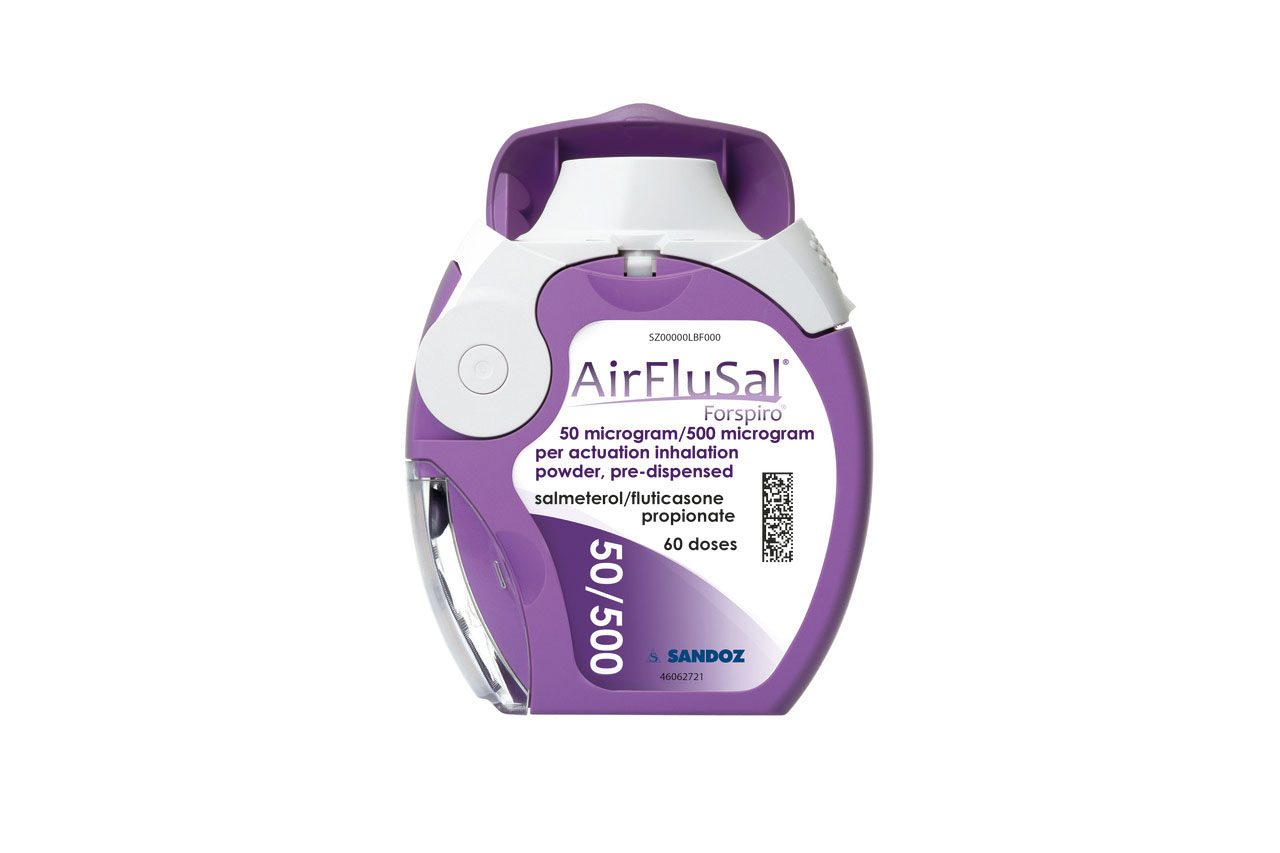 SZ00000LBF000
AirFluSal®
Forspiro®
50 microgram/500 microgram
per actuation inhalation
powder, pre-dispensed
salmeterol/fluticasone
propionate
60 doses
50/500
SANDOZ
46062721